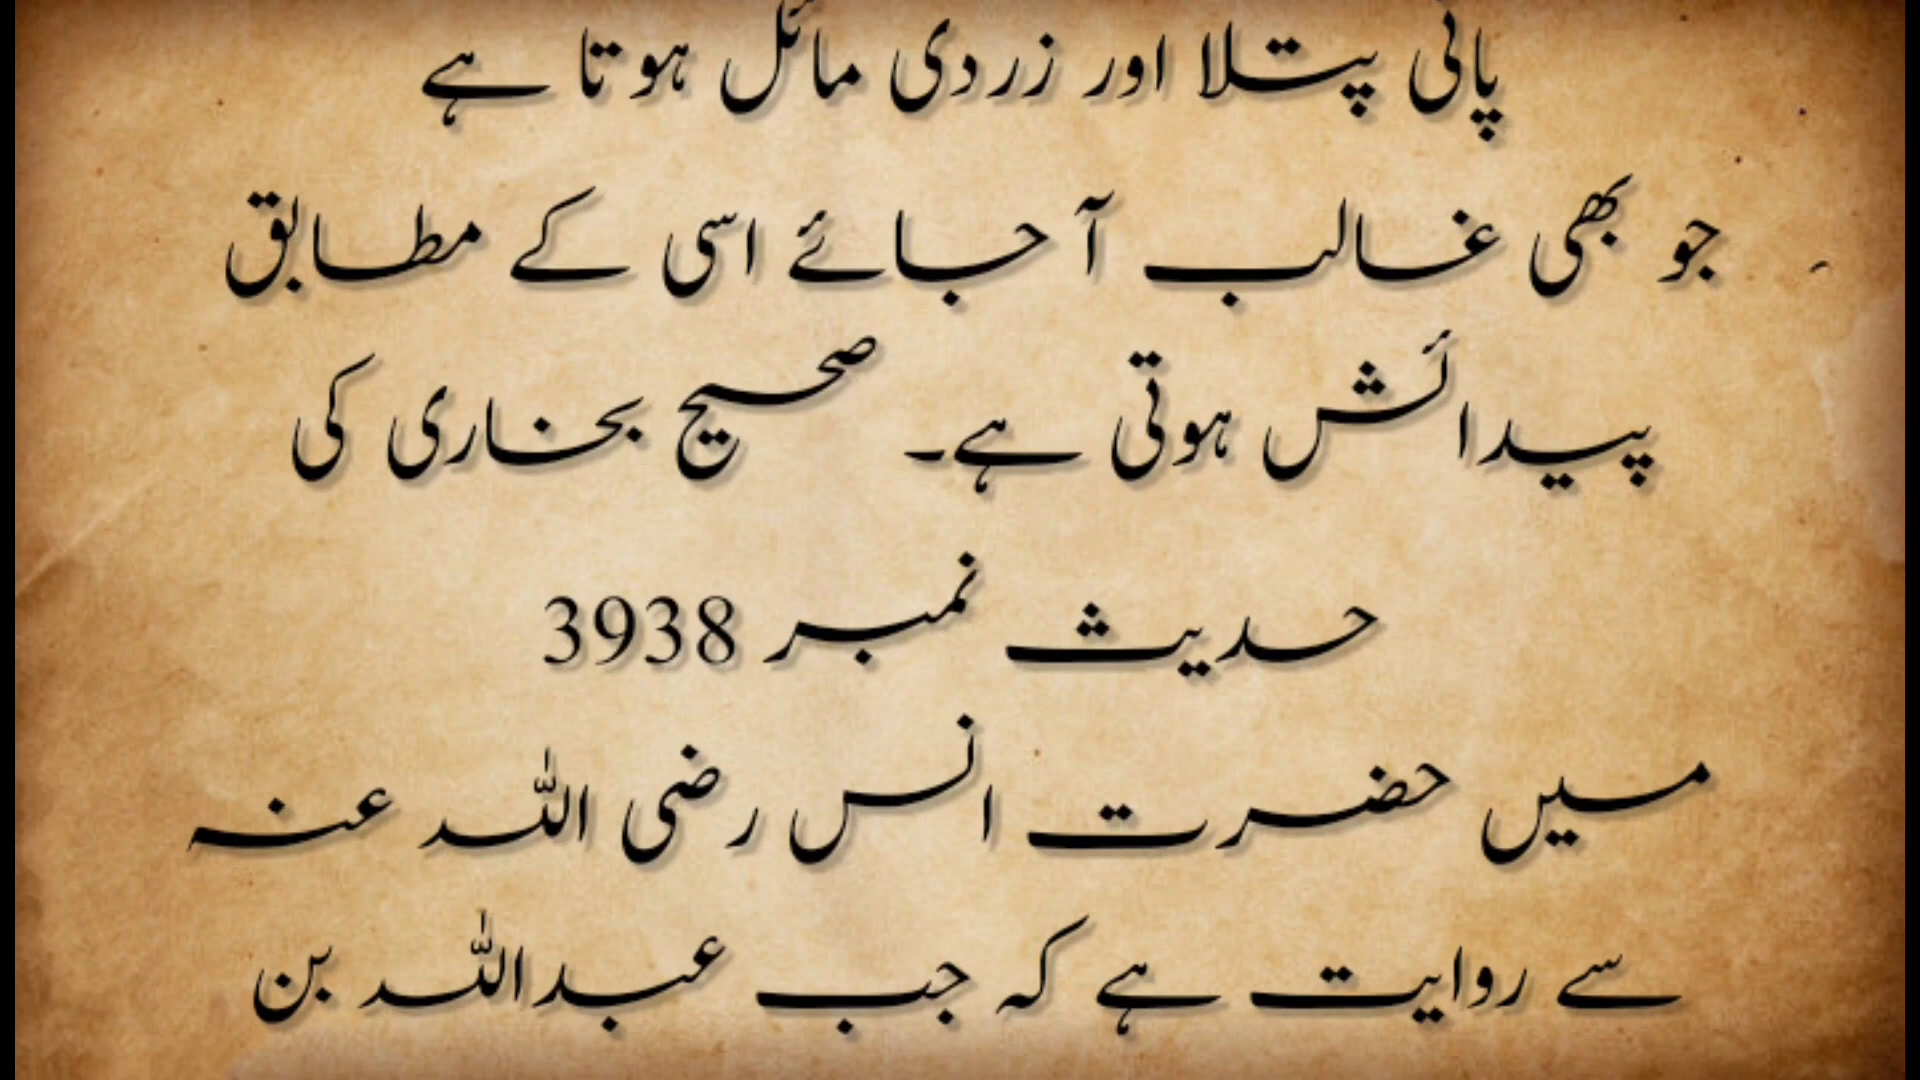 پانی پتلا اور زردی مائل ہوتا ہے
جو بھی غالب آ جائے اسی کے مطابق
پیدائش ہوتی ہے۔ صحیح بخاری کی
حدیث نمبر 3938
میں حضرت انس رضی اللہ عنہ
سے روایت ہے کہ جب عبداللہ بن